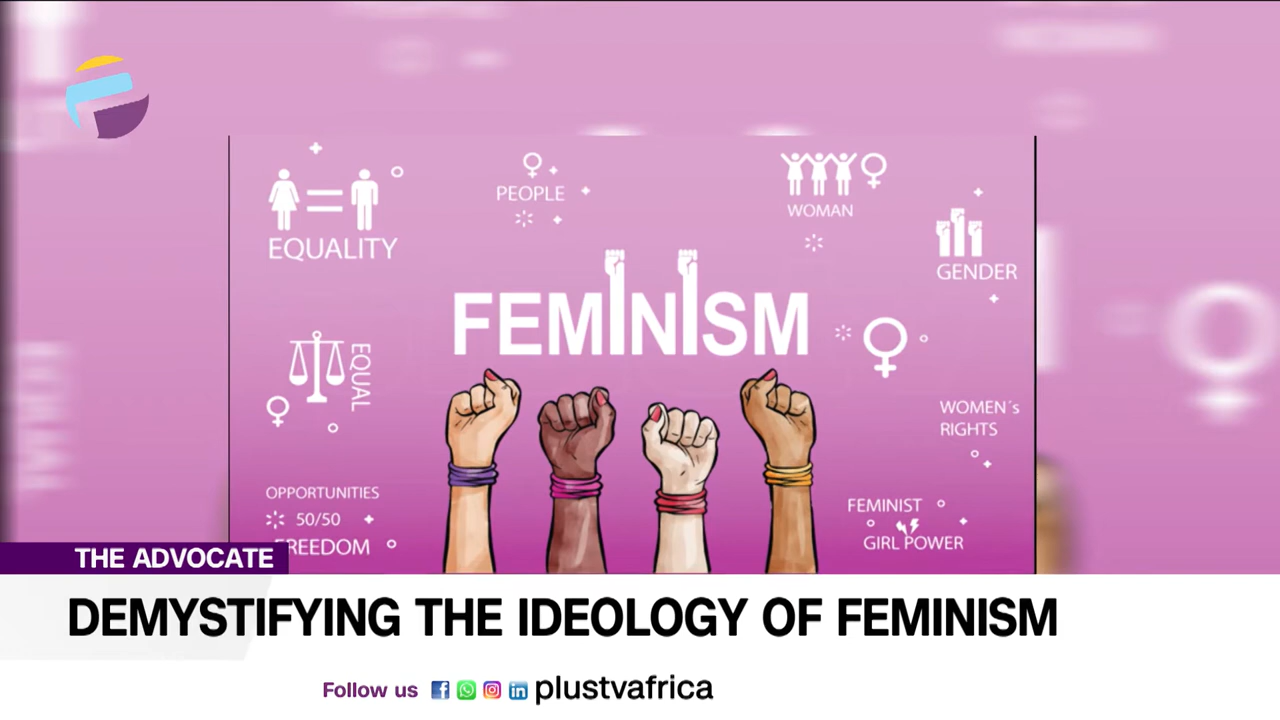 PEOPLE
WOMAN
EQUALITY
GENDER
FEMINISM
EQUAL
WOMEN´s
RIGHTS
OPPORTUNITIES
50/50
FREEDOM
FEMINIST
GIRL POWER
THE ADVOCATE
DEMYSTIFYING THE IDEOLOGY OF FEMINISM
Follow us plustvafrica